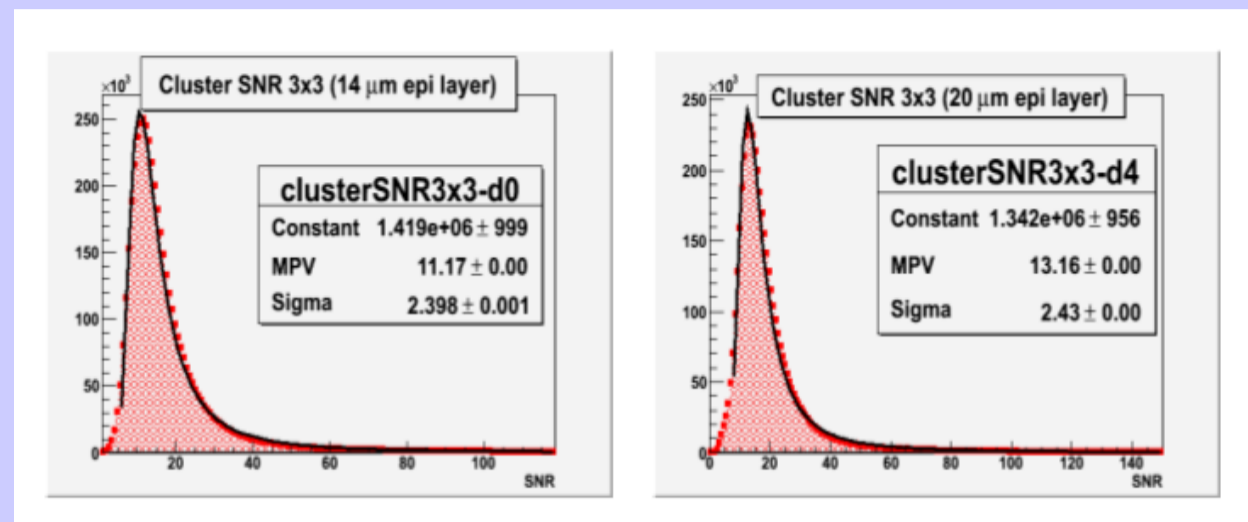 Cluster SNR 3x3 (14 μm epi layer)
×10³
250
200
150
100
50
0
clusterSNR3x3-d0
Constant 1.419e+06 ± 999
MPV 11.17 ± 0.00
Sigma 2.398 ± 0.001
20 40 60 80 100
SNR
Cluster SNR 3x3 (20 μm epi layer)
×10³
250
200
150
100
50
0
clusterSNR3x3-d4
Constant 1.342e+06 ± 956
MPV 13.16 ± 0.00
Sigma 2.43 ± 0.00
0 20 40 60 80 100 120 140
SNR